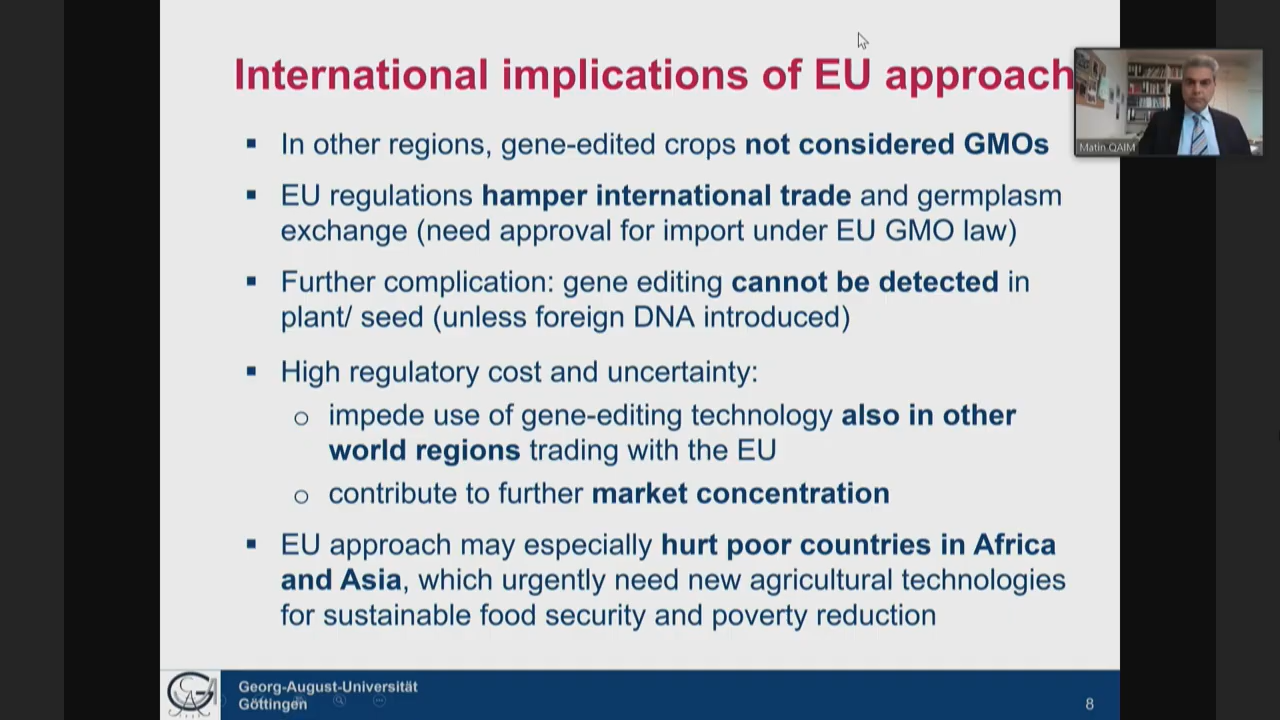 International implications of EU approach
Matin QAIM
▪ In other regions, gene-edited crops not considered GMOs
▪ EU regulations hamper international trade and germplasm
exchange (need approval for import under EU GMO law)
▪ Further complication: gene editing cannot be detected in
plant/ seed (unless foreign DNA introduced)
▪ High regulatory cost and uncertainty:
o impede use of gene-editing technology also in other
world regions trading with the EU
o contribute to further market concentration
▪ EU approach may especially hurt poor countries in Africa
and Asia, which urgently need new agricultural technologies
for sustainable food security and poverty reduction
Georg-August-Universität
Göttingen
8